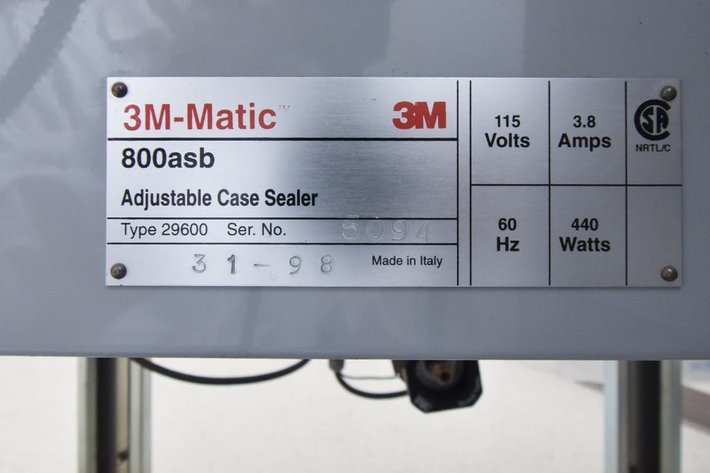 3M-Matic™
3M
800asb
Adjustable Case Sealer
Type 29600 Ser. No. 5094
31-98 Made in Italy
115
Volts
3.8
Amps
60
Hz
440
Watts
SA
NRTL/C